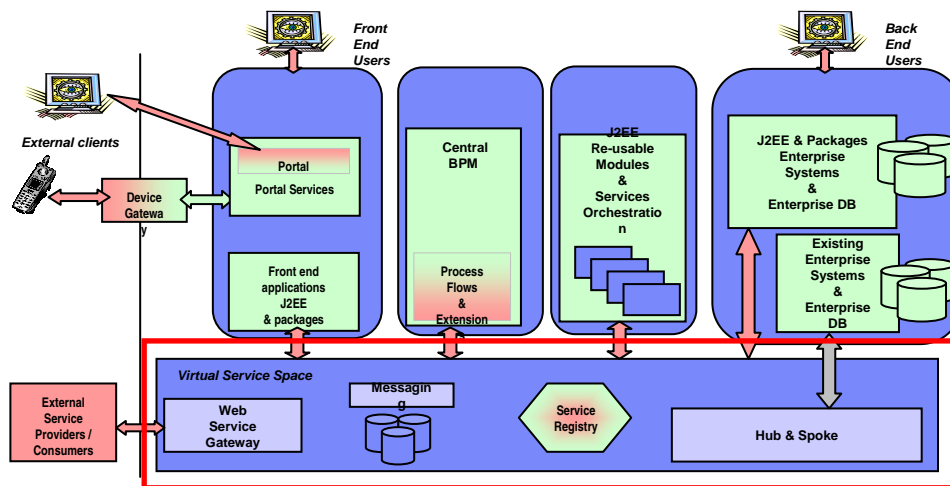 Front
End
Users
Back
End
Users
External clients
Device
Gatewa
y
Portal
Portal Services
Front end
applications
J2EE
& packages
Central
BPM
Process
Flows
&
Extension
J2EE
Re-usable
Modules
&
Services
Orchestratio
n
J2EE & Packages
Enterprise
Systems
&
Enterprise DB
Existing
Enterprise
Systems
&
Enterprise
DB
Virtual Service Space
External
Service
Providers /
Consumers
Web
Service
Gateway
Messagin
g
Service
Registry
Hub & Spoke